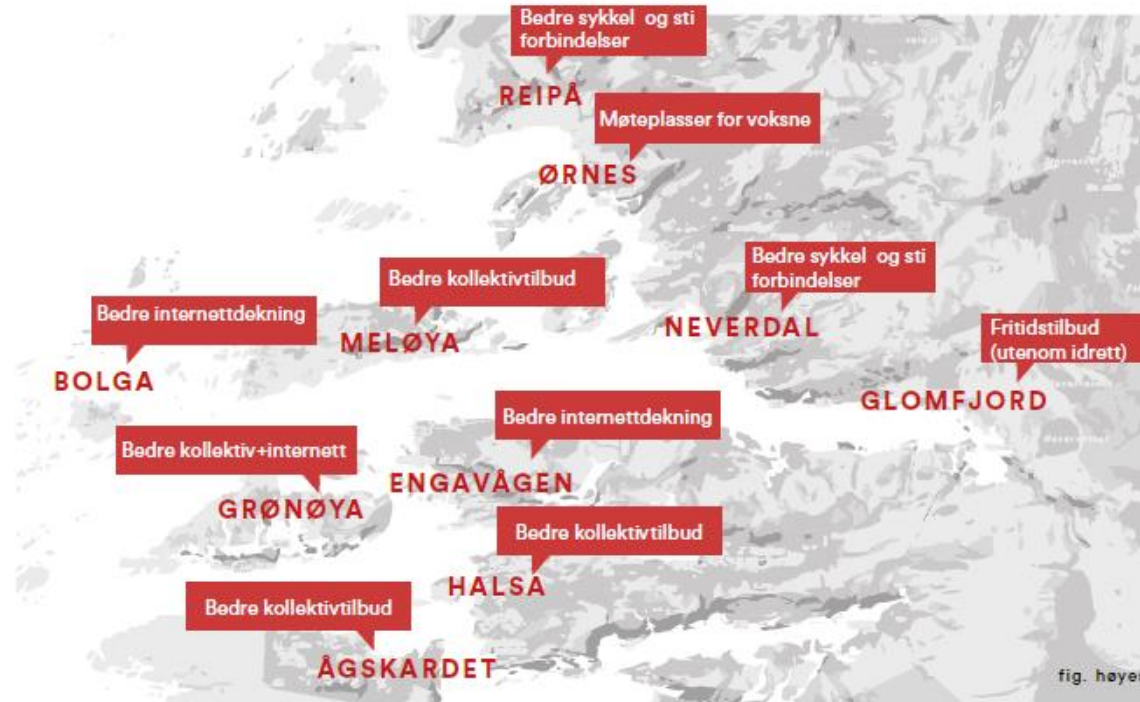 Bedre sykkel og sti
forbindelser
REIPÅ
Møteplasser for voksne
ØRNES
Bedre sykkel og sti
forbindelser
NEVERDAL
Bedre kollektivtilbud
MELØYA
Bedre internettdekning
BOLGA
Fritidstilbud
(utenom idrett)
GLOMFJORD
Bedre internettdekning
ENGAVÅGEN
Bedre kollektiv+internett
GRØNØYA
Bedre kollektivtilbud
HALSA
Bedre kollektivtilbud
ÅGSKARDET
fig. høyer